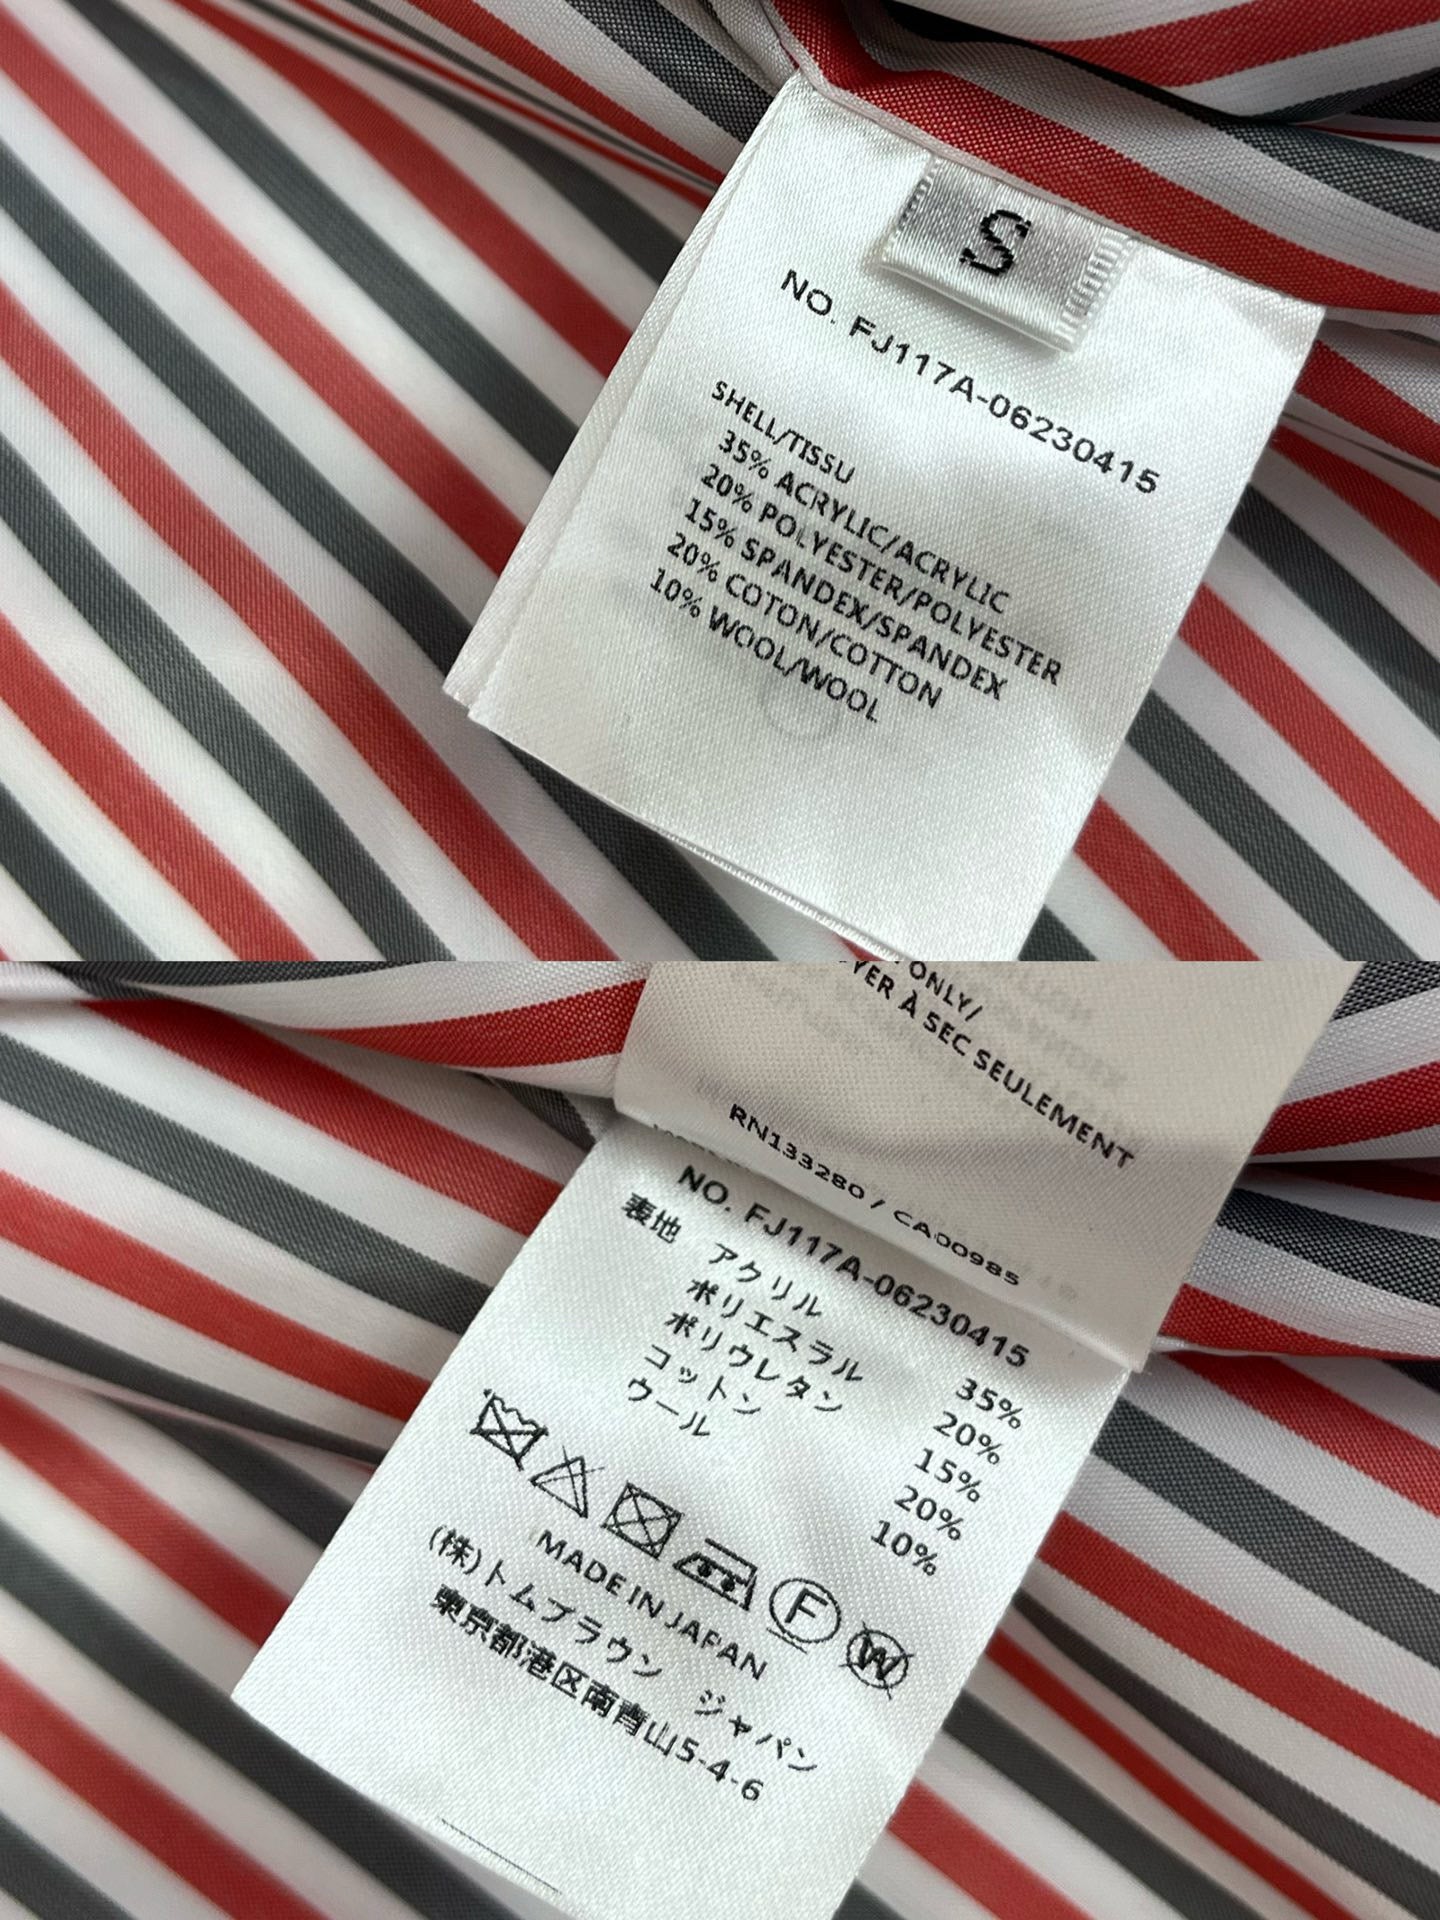 S
NO. FJ117A-06230415
SHELL/TISSU
35% ACRYLIC/ACRYLIC
20% POLYESTER/POLYESTER
15% SPANDEX/SPANDEX
20% COTON/COTTON
10% WOOL/WOOL
ONLY/
YER À SEC SEULEMENT
RN133280 / CA00985
NO. FJ117A-06230415
表地 アクリル 35%
ポリエスラル 20%
ポリウレタン 15%
コットン 20%
ウール 10%
F W
MADE IN JAPAN
(株)トムブラウン ジャパン
東京都港区南青山5-4-6